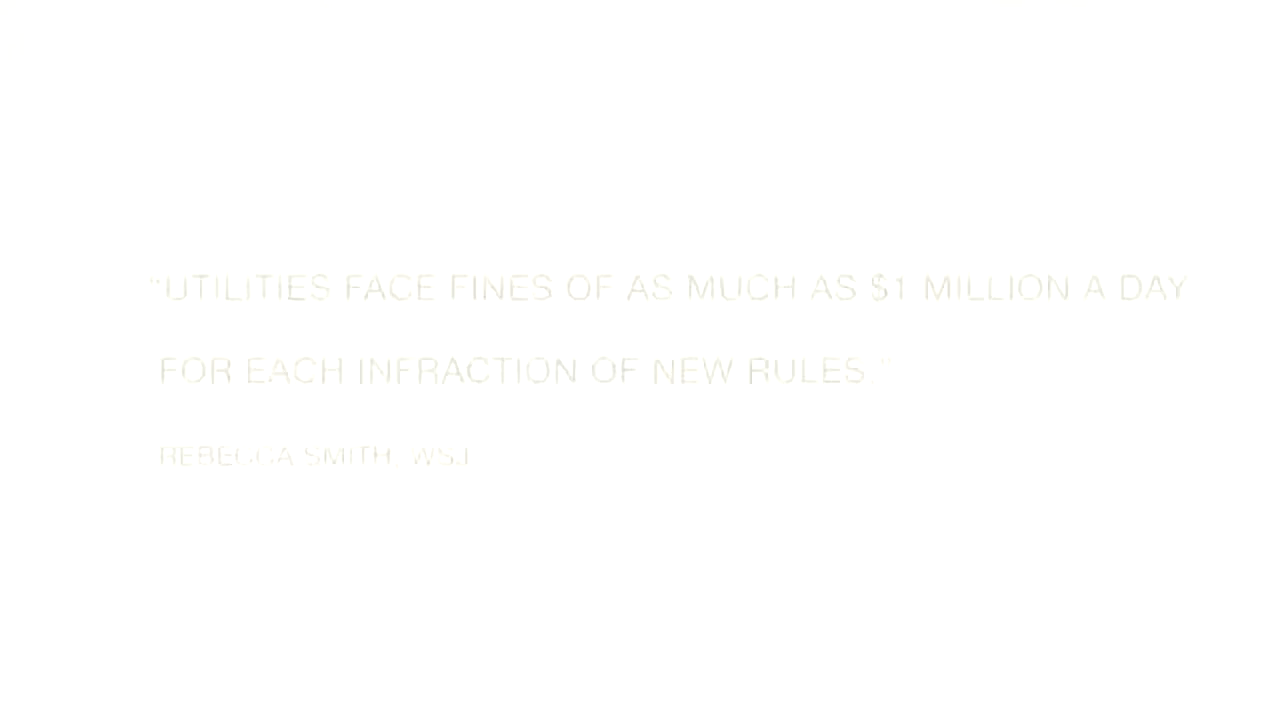 "UTILITIES FACE FINES OF AS MUCH AS $1 MILLION A DAY
FOR EACH INFRACTION OF NEW RULES."
REBECCA SMITH, WSJ